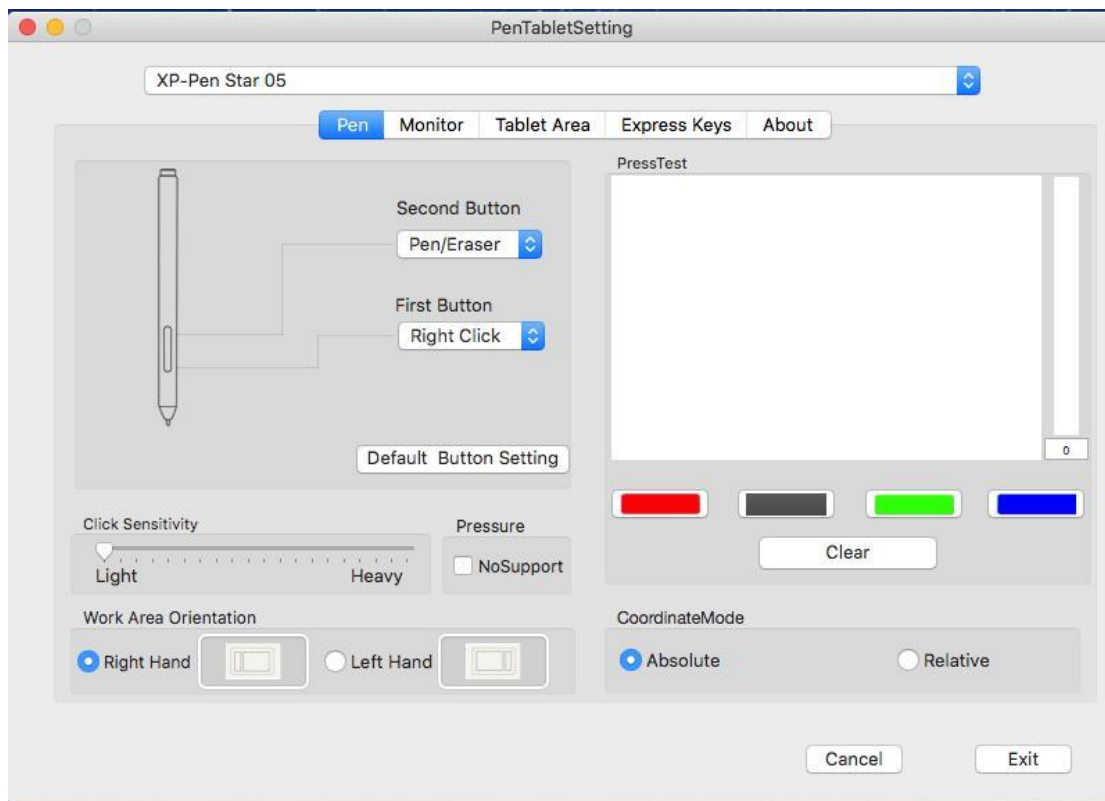 PenTabletSetting
XP-Pen Star 05
Pen Monitor Tablet Area Express Keys About
Second Button
Pen/Eraser
First Button
Right Click
Default Button Setting
PressTest
0
Clear
Click Sensitivity
Light Heavy
Pressure
NoSupport
Work Area Orientation
Right Hand Left Hand
CoordinateMode
Absolute Relative
Cancel Exit